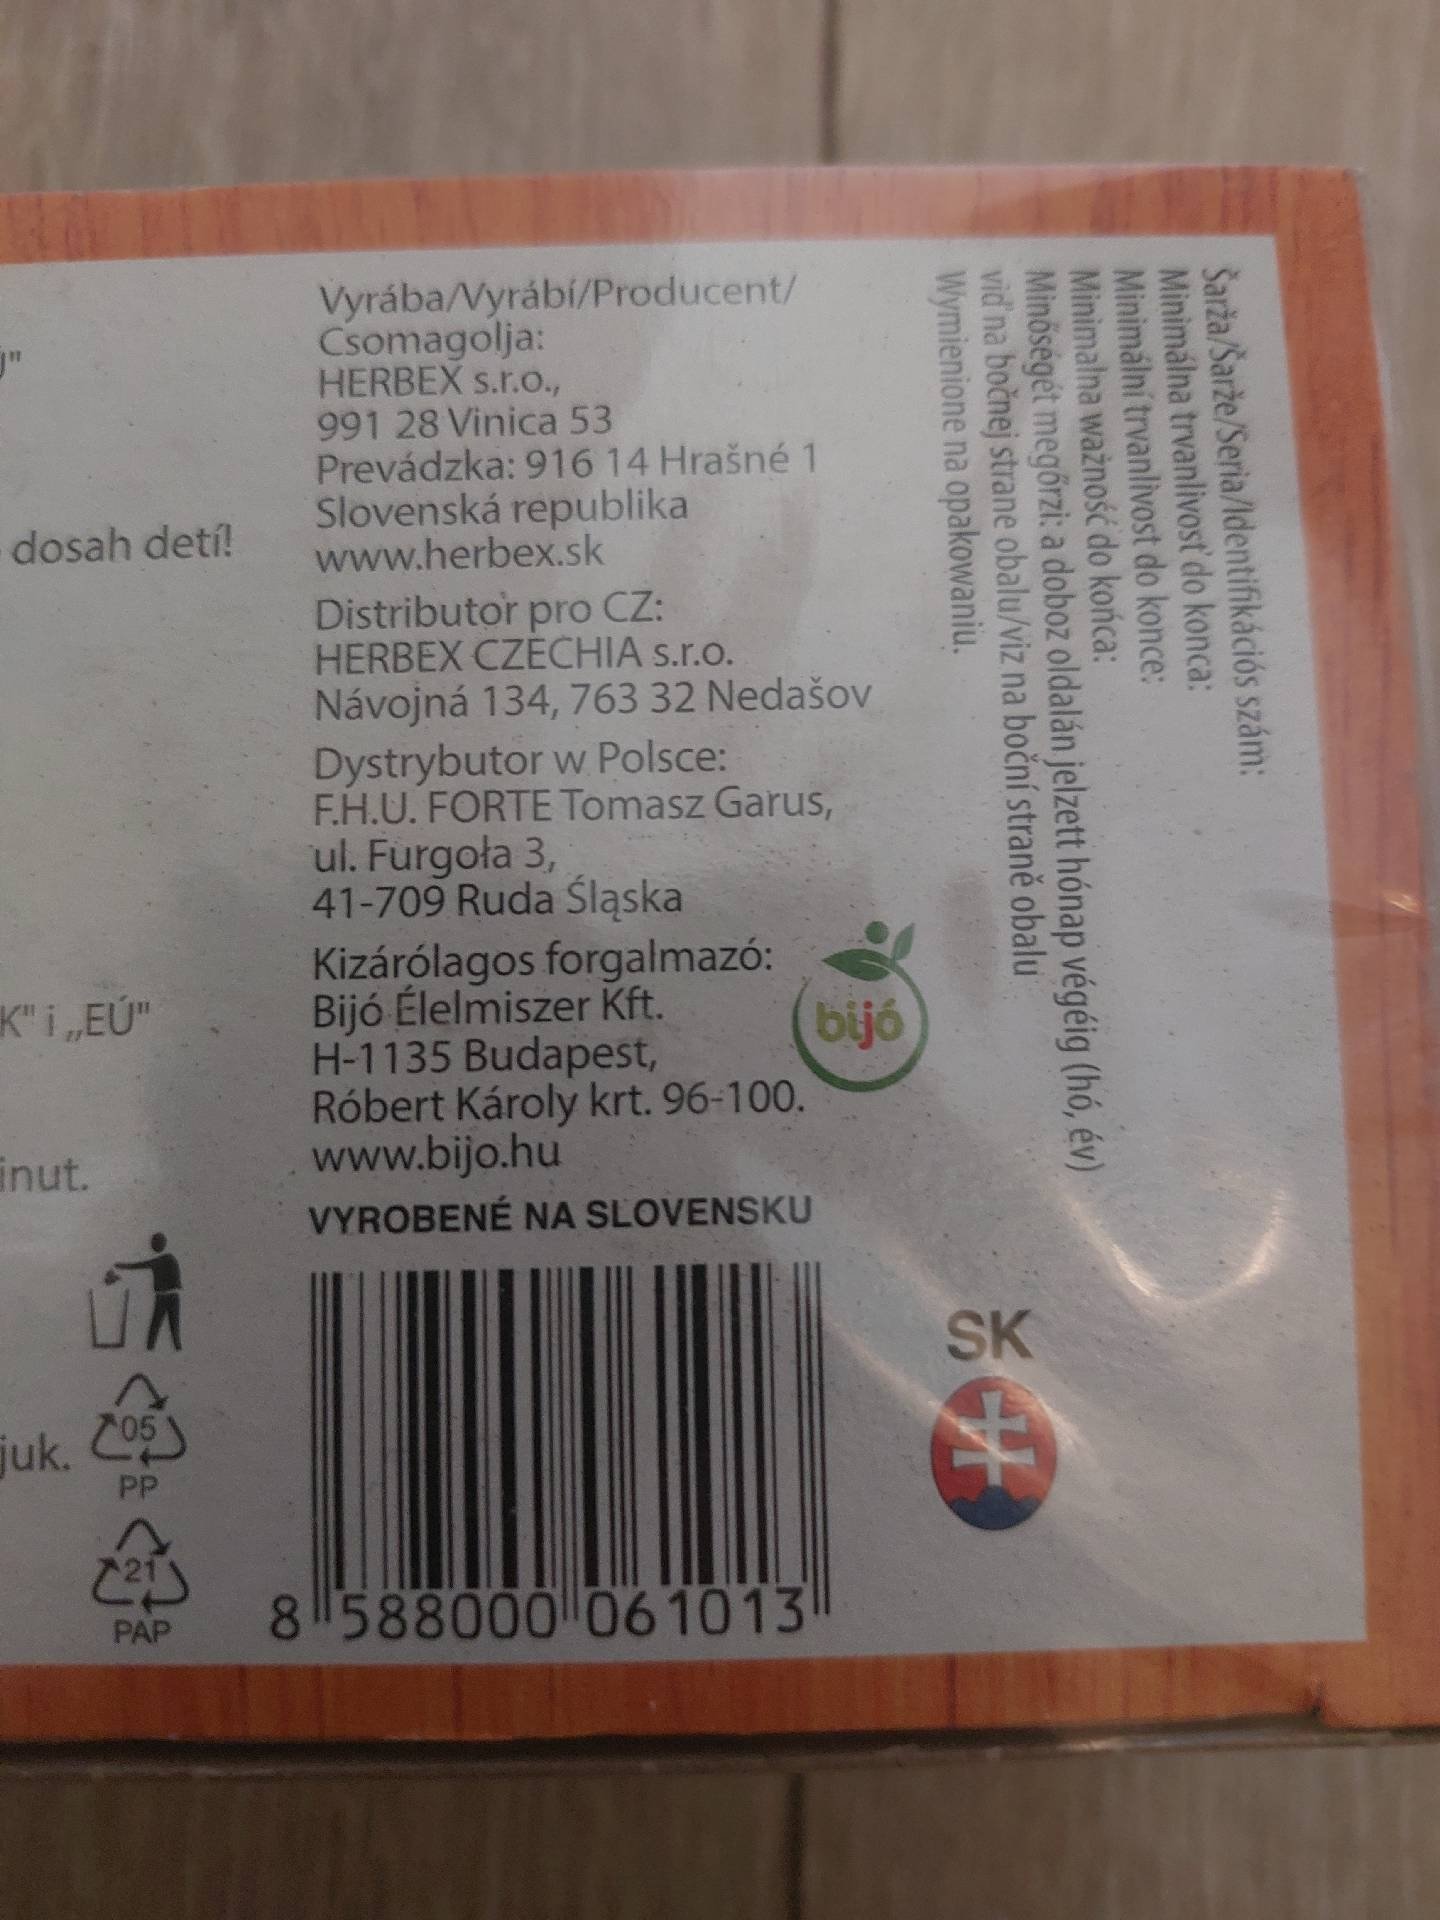 "
dosah detí!
K" i „EÚ"
inut.
juk.
05
PP
21
PAP
Vyrába/Vyrábí/Producent/
Csomagolja:
HERBEX s.r.o.,
991 28 Vinica 53
Prevádzka: 916 14 Hrašné 1
Slovenská republika
www.herbex.sk
Distributor pro CZ:
HERBEX CZECHIA s.r.o.
Návojná 134, 763 32 Nedašov
Dystrybutor w Polsce:
F.H.U. FORTE Tomasz Garus,
ul. Furgoła 3,
41-709 Ruda Śląska
Kizárólagos forgalmazó:
Bijó Élelmiszer Kft.
H-1135 Budapest,
Róbert Károly krt. 96-100.
www.bijo.hu
bijó
VYROBENÉ NA SLOVENSKU
8 588000 061013
SK
Šarža/Šarže/Seria/Identifikációs szám:
Minimálna trvanlivosť do konca:
Minimální trvanlivost do konce:
Minimalna ważność do końca:
Minőségét megőrzi: a doboz oldalán jelzett hónap végéig (hó, év)
viď na bočnej strane obalu/viz na boční straně obalu
Wymienione na opakowaniu.